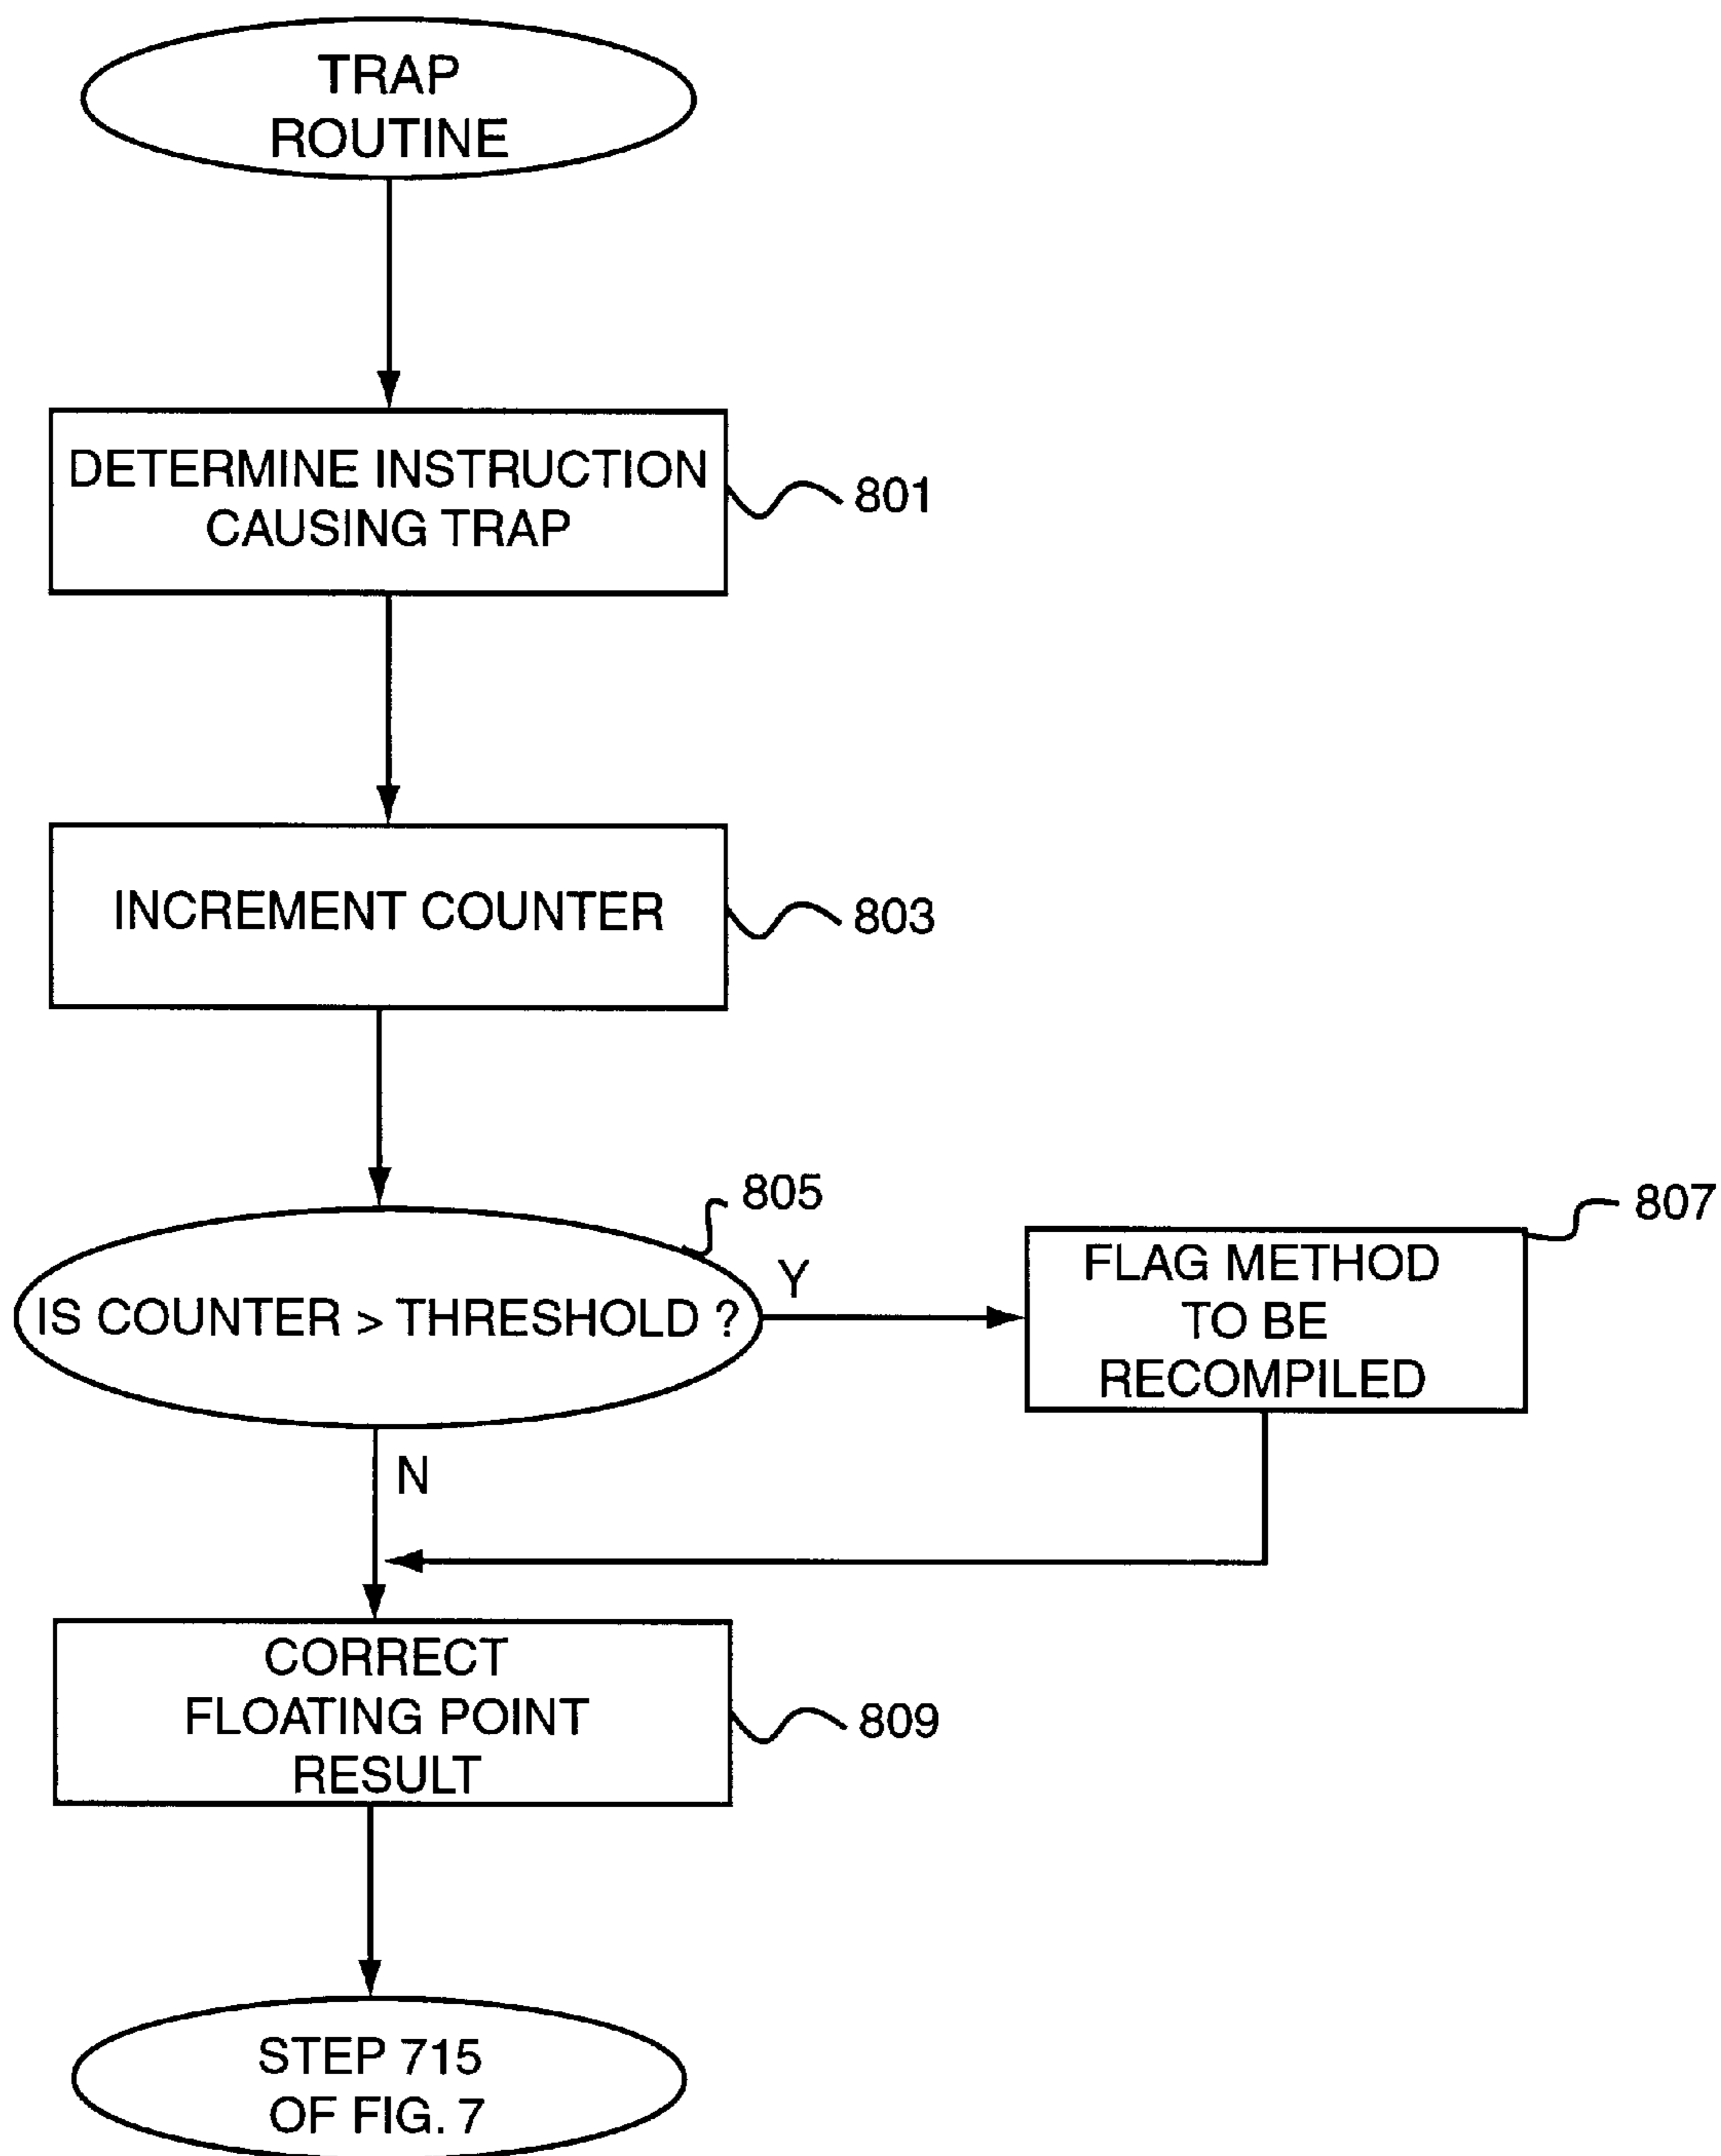 TRAP
ROUTINE
DETERMINE INSTRUCTION
CAUSING TRAP
801
INCREMENT COUNTER
803
805
IS COUNTER > THRESHOLD ?
Y
807
FLAG METHOD
TO BE
RECOMPILED
N
CORRECT
FLOATING POINT
RESULT
809
STEP 715
OF FIG. 7